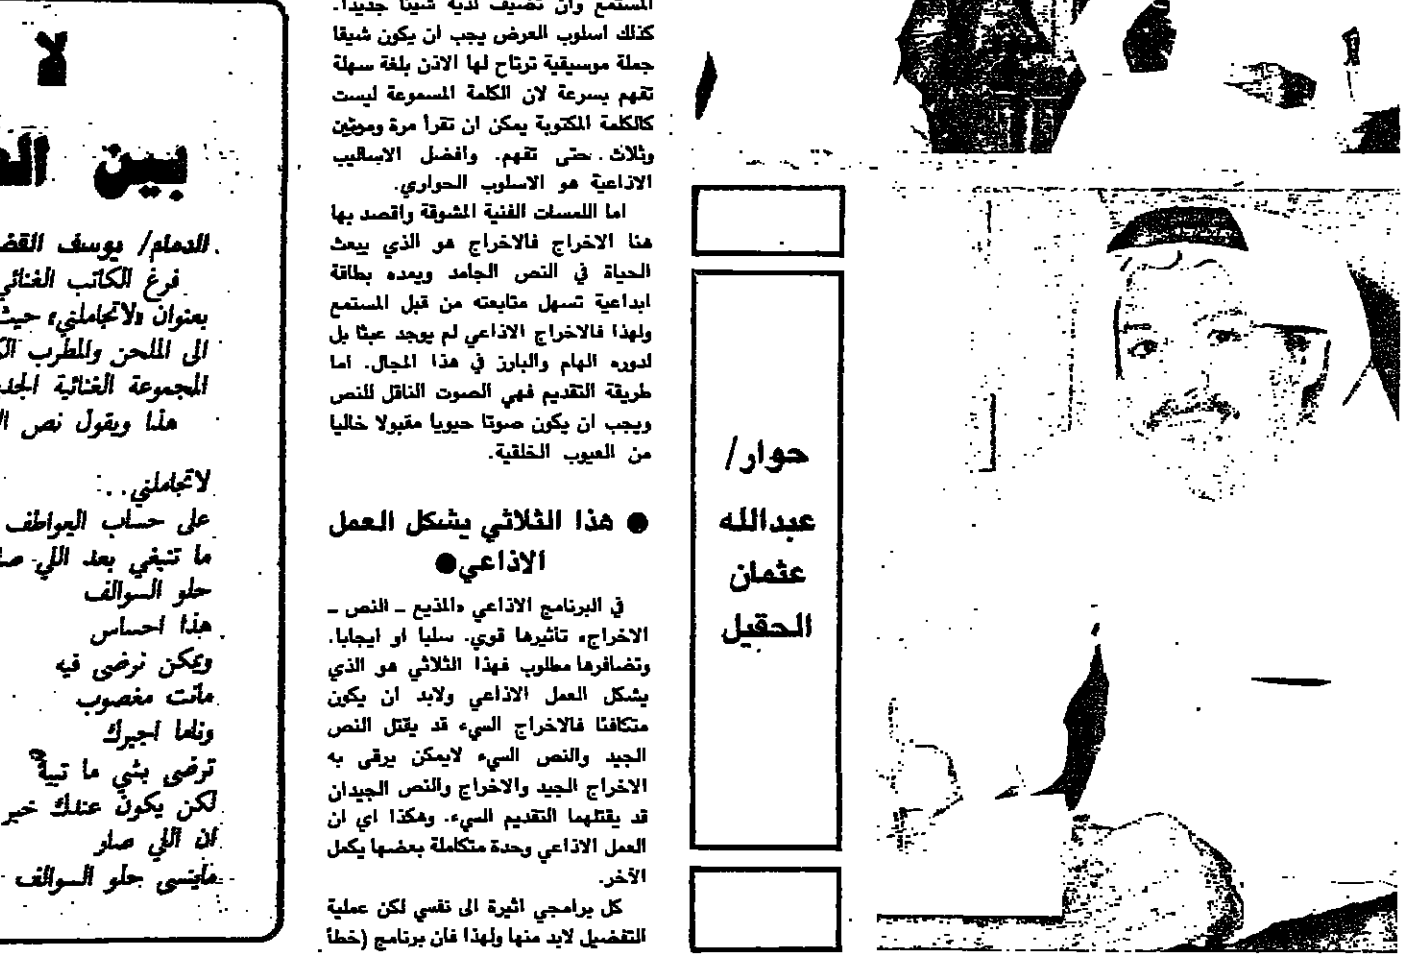 حوار/
عبدالله
عثمان
الحقيل
المستمع وان تضيف لديه شيئا جديدا.
كذلك اسلوب العرض يجب ان يكون شيقا
جملة موسيقية ترتاح لها الاذن بلغة سهلة
تفهم بسرعة لان الكلمة المسموعة ليست
كالكلمة المكتوبة يمكن ان تقرأ مرة ومرتين
وثلاث حتى تفهم. وافضل الاساليب
الاذاعية هو الاسلوب الحواري.
اما اللمسات الفنية المشوقة واقصد بها
هنا الاخراج فالاخراج هو الذي يبعث
الحياة في النص الجامد ويمده بطاقة
ابداعية تسهل متابعته من قبل المستمع
ولهذا فالاخراج الاذاعي لم يوجد عبثا بل
لدوره الهام والبارز في هذا المجال. اما
طريقة التقديم فهي الصوت الناقل للنص
ويجب ان يكون صوتا حيويا مقبولا خاليا
من العيوب الخلقية.
● هذا الثلاثي يشكل العمل
الاذاعي●
في البرنامج الاذاعي «المذيع ــ النص ــ
الاخراج» تاثيرها قوي. سلبا او ايجابا.
وتضافرها مطلوب فهذا الثلاثي هو الذي
يشكل العمل الاذاعي ولابد ان يكون
متكافئا فالاخراج السيء قد يقتل النص
الجيد والنص السيء لايمكن يرقى به
الاخراج الجيد والاخراج والنص الجيدان
قد يقتلهما التقديم السيء. وهكذا اي ان
العمل الاذاعي وحدة متكاملة بعضها يكمل
الآخر.
كل برامجي اثيرة الى نفسي لكن عملية
التفضيل لابد منها ولهذا فان برنامج (خطأ
لا
بين
الدمام/ يوسف
فرغ الكاتب الغنائي
بعنوان «لاتجاملني» حيث
الى الملحن والمطرب
المجموعة الغنائية
هذا ويقول نص
لاتجاملني..
على حساب العواطف
ما تنبغي بعد اللي
حلو السوالف
هذا احساس
ويمكن نرضى فيه
مانت مغصوب
وناما اجبرك
ترضى بشي ما تبيه
لكن يكون عندك خبر
ان اللي صار
ماينسى حلو السوالف